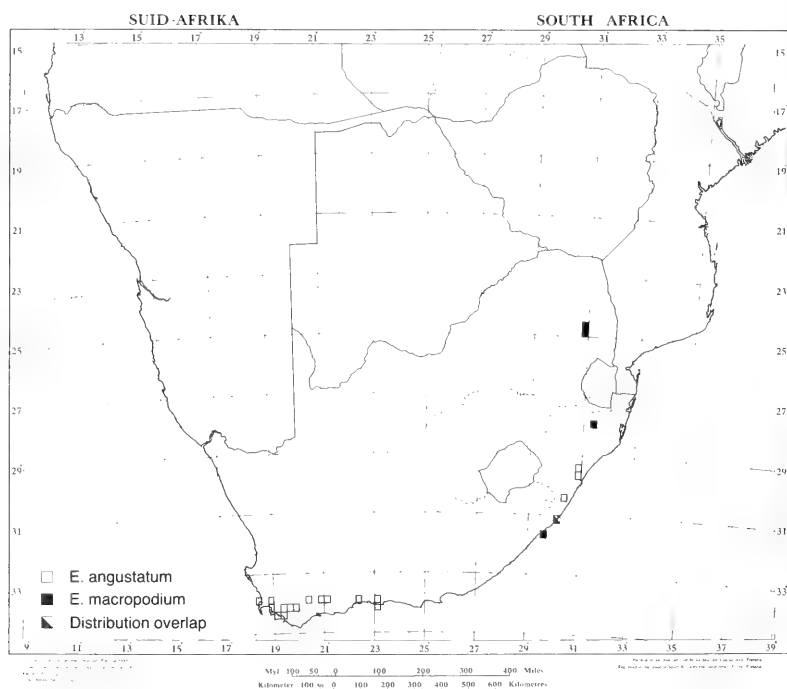 SUID-AFRIKA SOUTH AFRICA
13 15 17 19 21 23 25 27 29 31 33 35
15 15
17 17
19 19
21 21
23 23
25 25
27 27
29 29
31 31
33 33
E. angustatum
E. macropodium
Distribution overlap
9 11 13 15 17 19 21 23 25 27 29 31 33 35 37 39
Myl 100 50 0 100 200 300 400 Miles
Kilometer 100 50 0 100 200 300 400 500 600 Kilometres